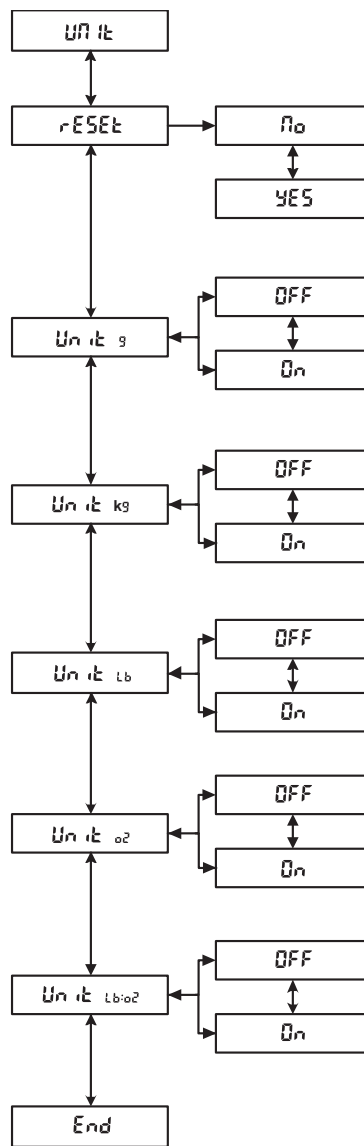 UNIt
rESEt
No
YES
Unit g
OFF
On
Unit kg
OFF
On
Unit Lb
OFF
On
Unit oz
OFF
On
Unit Lb:oz
OFF
On
End